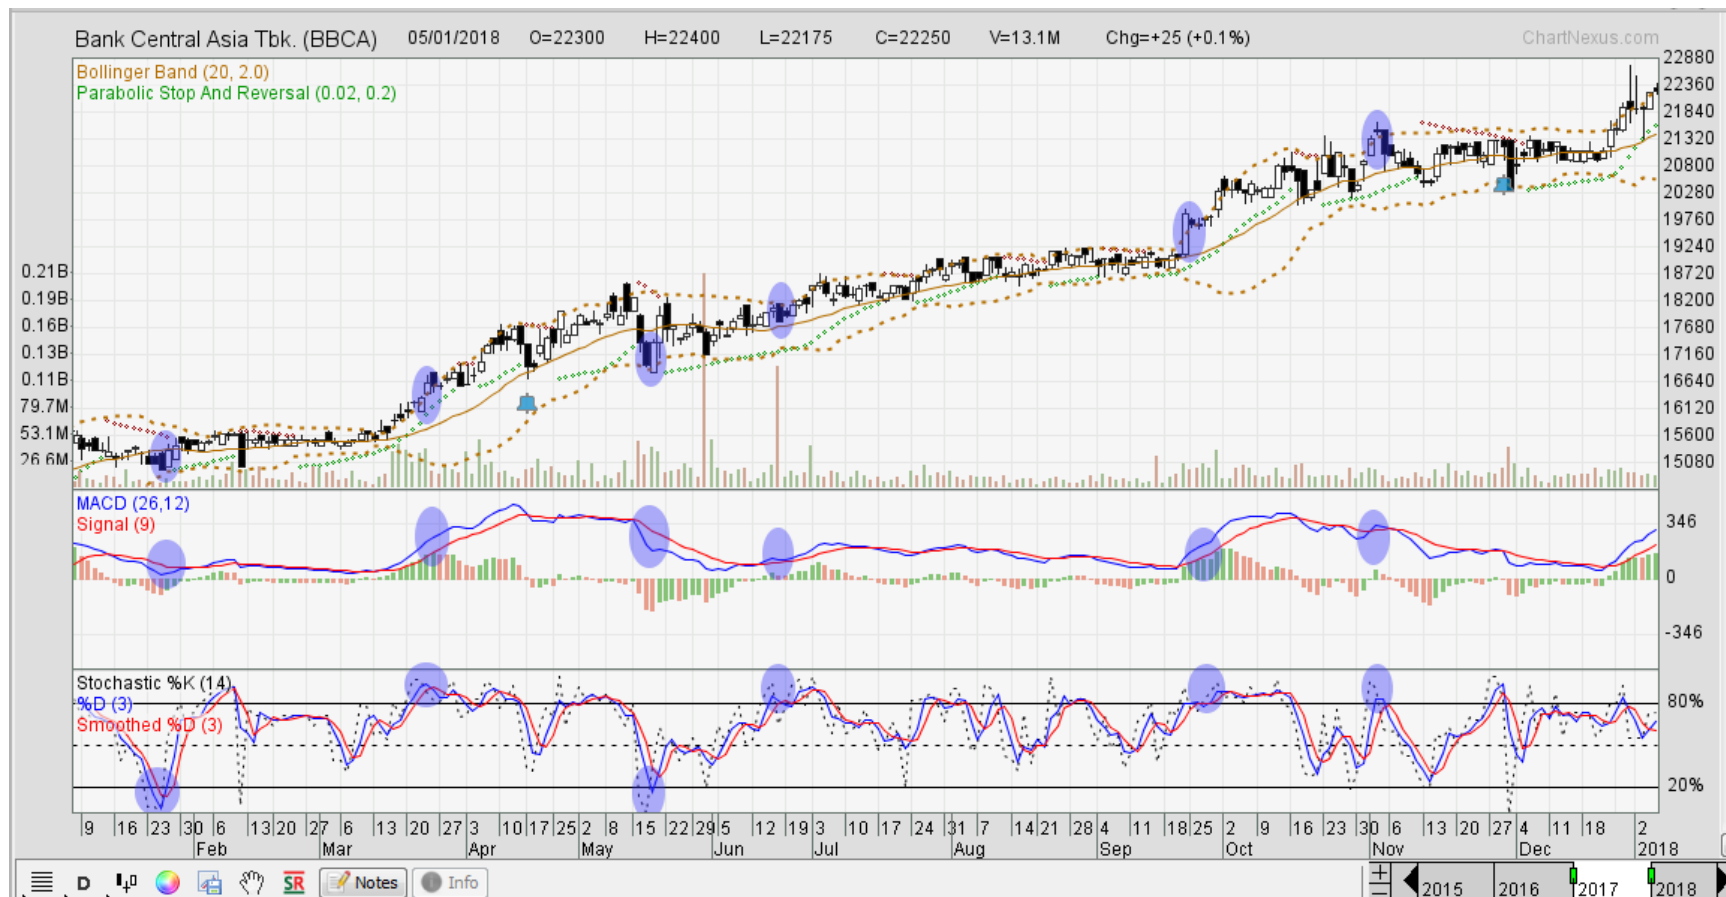 Bank Central Asia Tbk. (BBCA) 05/01/2018 O=22300 H=22400 L=22175 C=22250 V=13.1M Chg=+25 (+0.1%) ChartNexus.com
Bollinger Band (20, 2.0)
Parabolic Stop And Reversal (0.02, 0.2)
22880
22360
21840
21320
20800
20280
19760
19240
18720
18200
17680
17160
16640
16120
15600
15080
0.21B
0.19B
0.16B
0.13B
0.11B
79.7M
53.1M
26.6M
MACD (26,12)
Signal (9)
346
0
-346
Stochastic %K (14)
%D (3)
Smoothed %D (3)
80%
20%
9 16 23 30 6 13 20 27 6 13 20 27 3 10 17 25 2 8 15 22 29 5 12 19 3 10 17 24 31 7 14 21 28 4 11 18 25 2 9 16 23 30 6 13 20 27 4 11 18 2
Feb Mar Apr May Jun Jul Aug Sep Oct Nov Dec 2018
D SR Notes Info
2015 2016 2017 2018